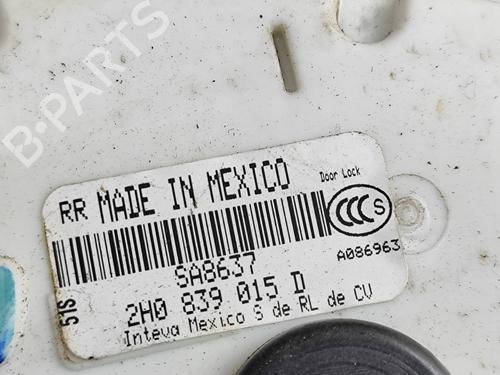 B-PARTS
RR MADE IN MEXICO
Door Lock
CCC S
SA8637
A086963
51S
2H0 839 015 D
Inteva Mexico S de RL de CV